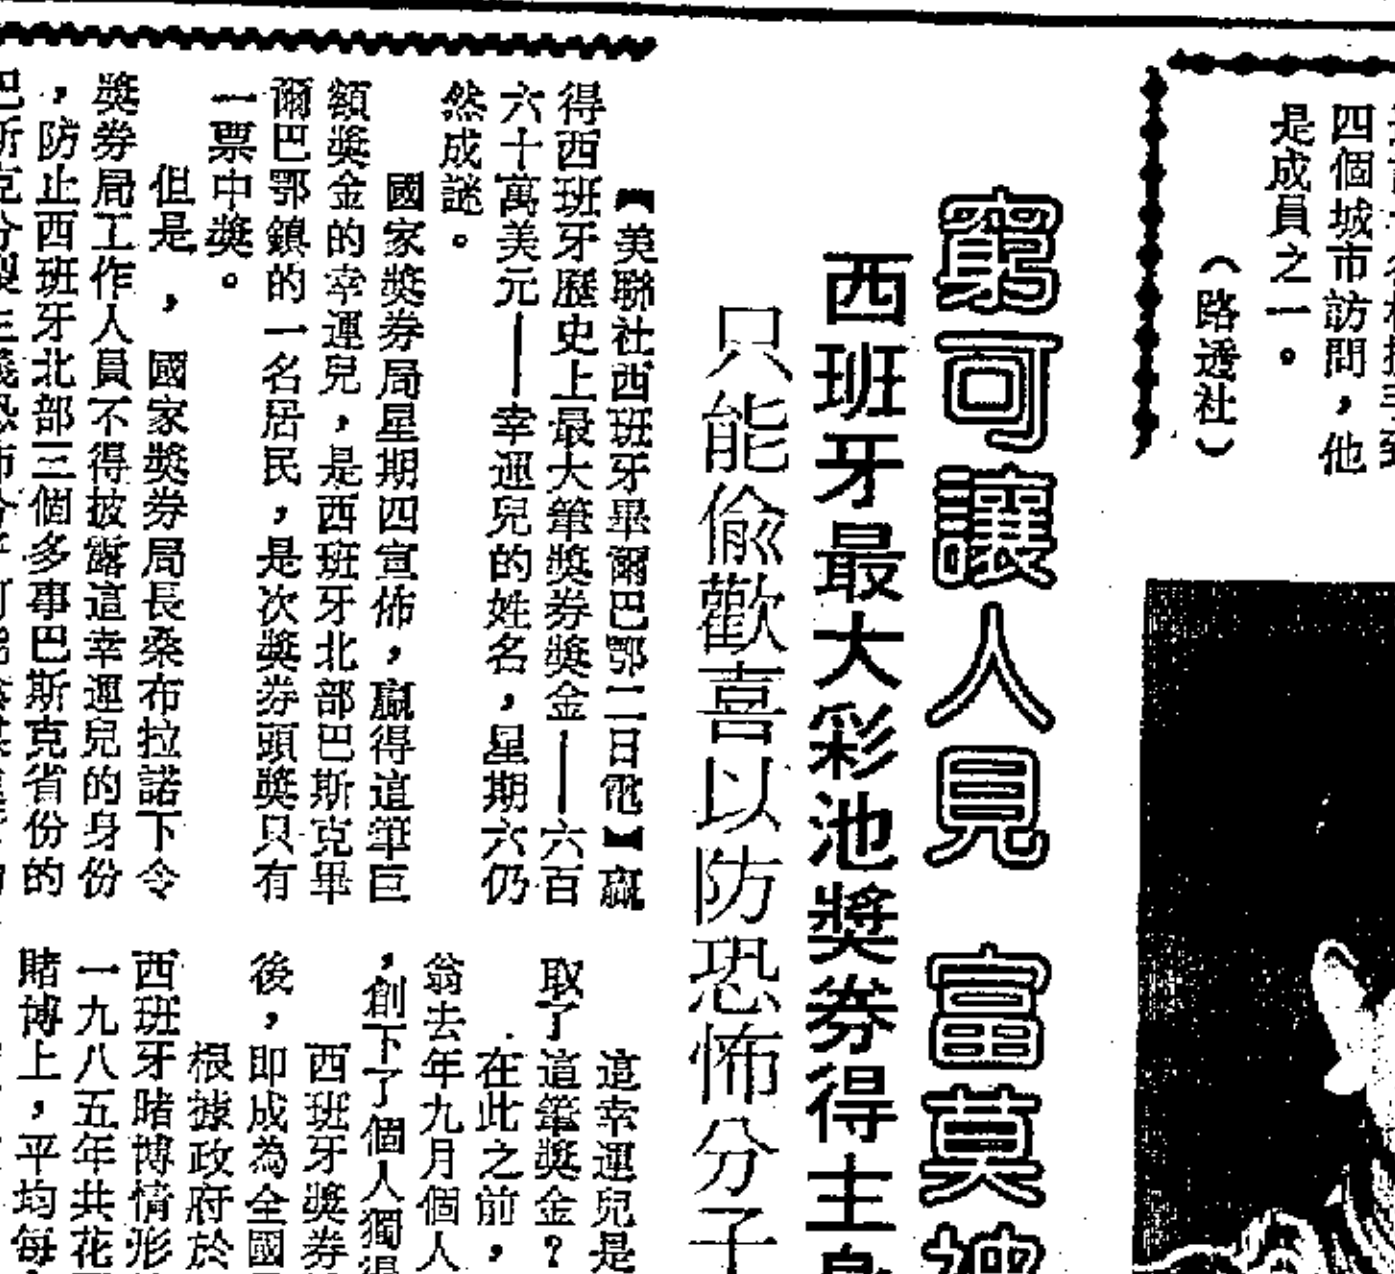 四個城市訪問，他
是成員之一。
（路透社）
窮可讓人見　富莫被
西班牙最大彩池獎券得主身
只能偷歡喜以防恐怖分子
【美聯社西班牙畢爾巴鄂二日電】贏
得西班牙歷史上最大筆獎券獎金——六百
六十萬美元——幸運兒的姓名，星期六仍
然成謎。
國家獎券局星期四宣佈，贏得這筆巨
額獎金的幸運兒，是西班牙北部巴斯克畢
爾巴鄂鎮的一名居民，是次獎券頭獎只有
一票中獎。
但是，國家獎券局長桑布拉諾下令
獎券局工作人員不得披露這幸運兒的身份
，防止西班牙北部三個多事巴斯克省份的
這幸運兒是
取了這筆獎金？
在此之前，
翁去年九月個人
，創下了個人獨得
西班牙獎券
後，即成為全國
根據政府於
西班牙賭博情形
一九八五年共花
賭博上，平均每